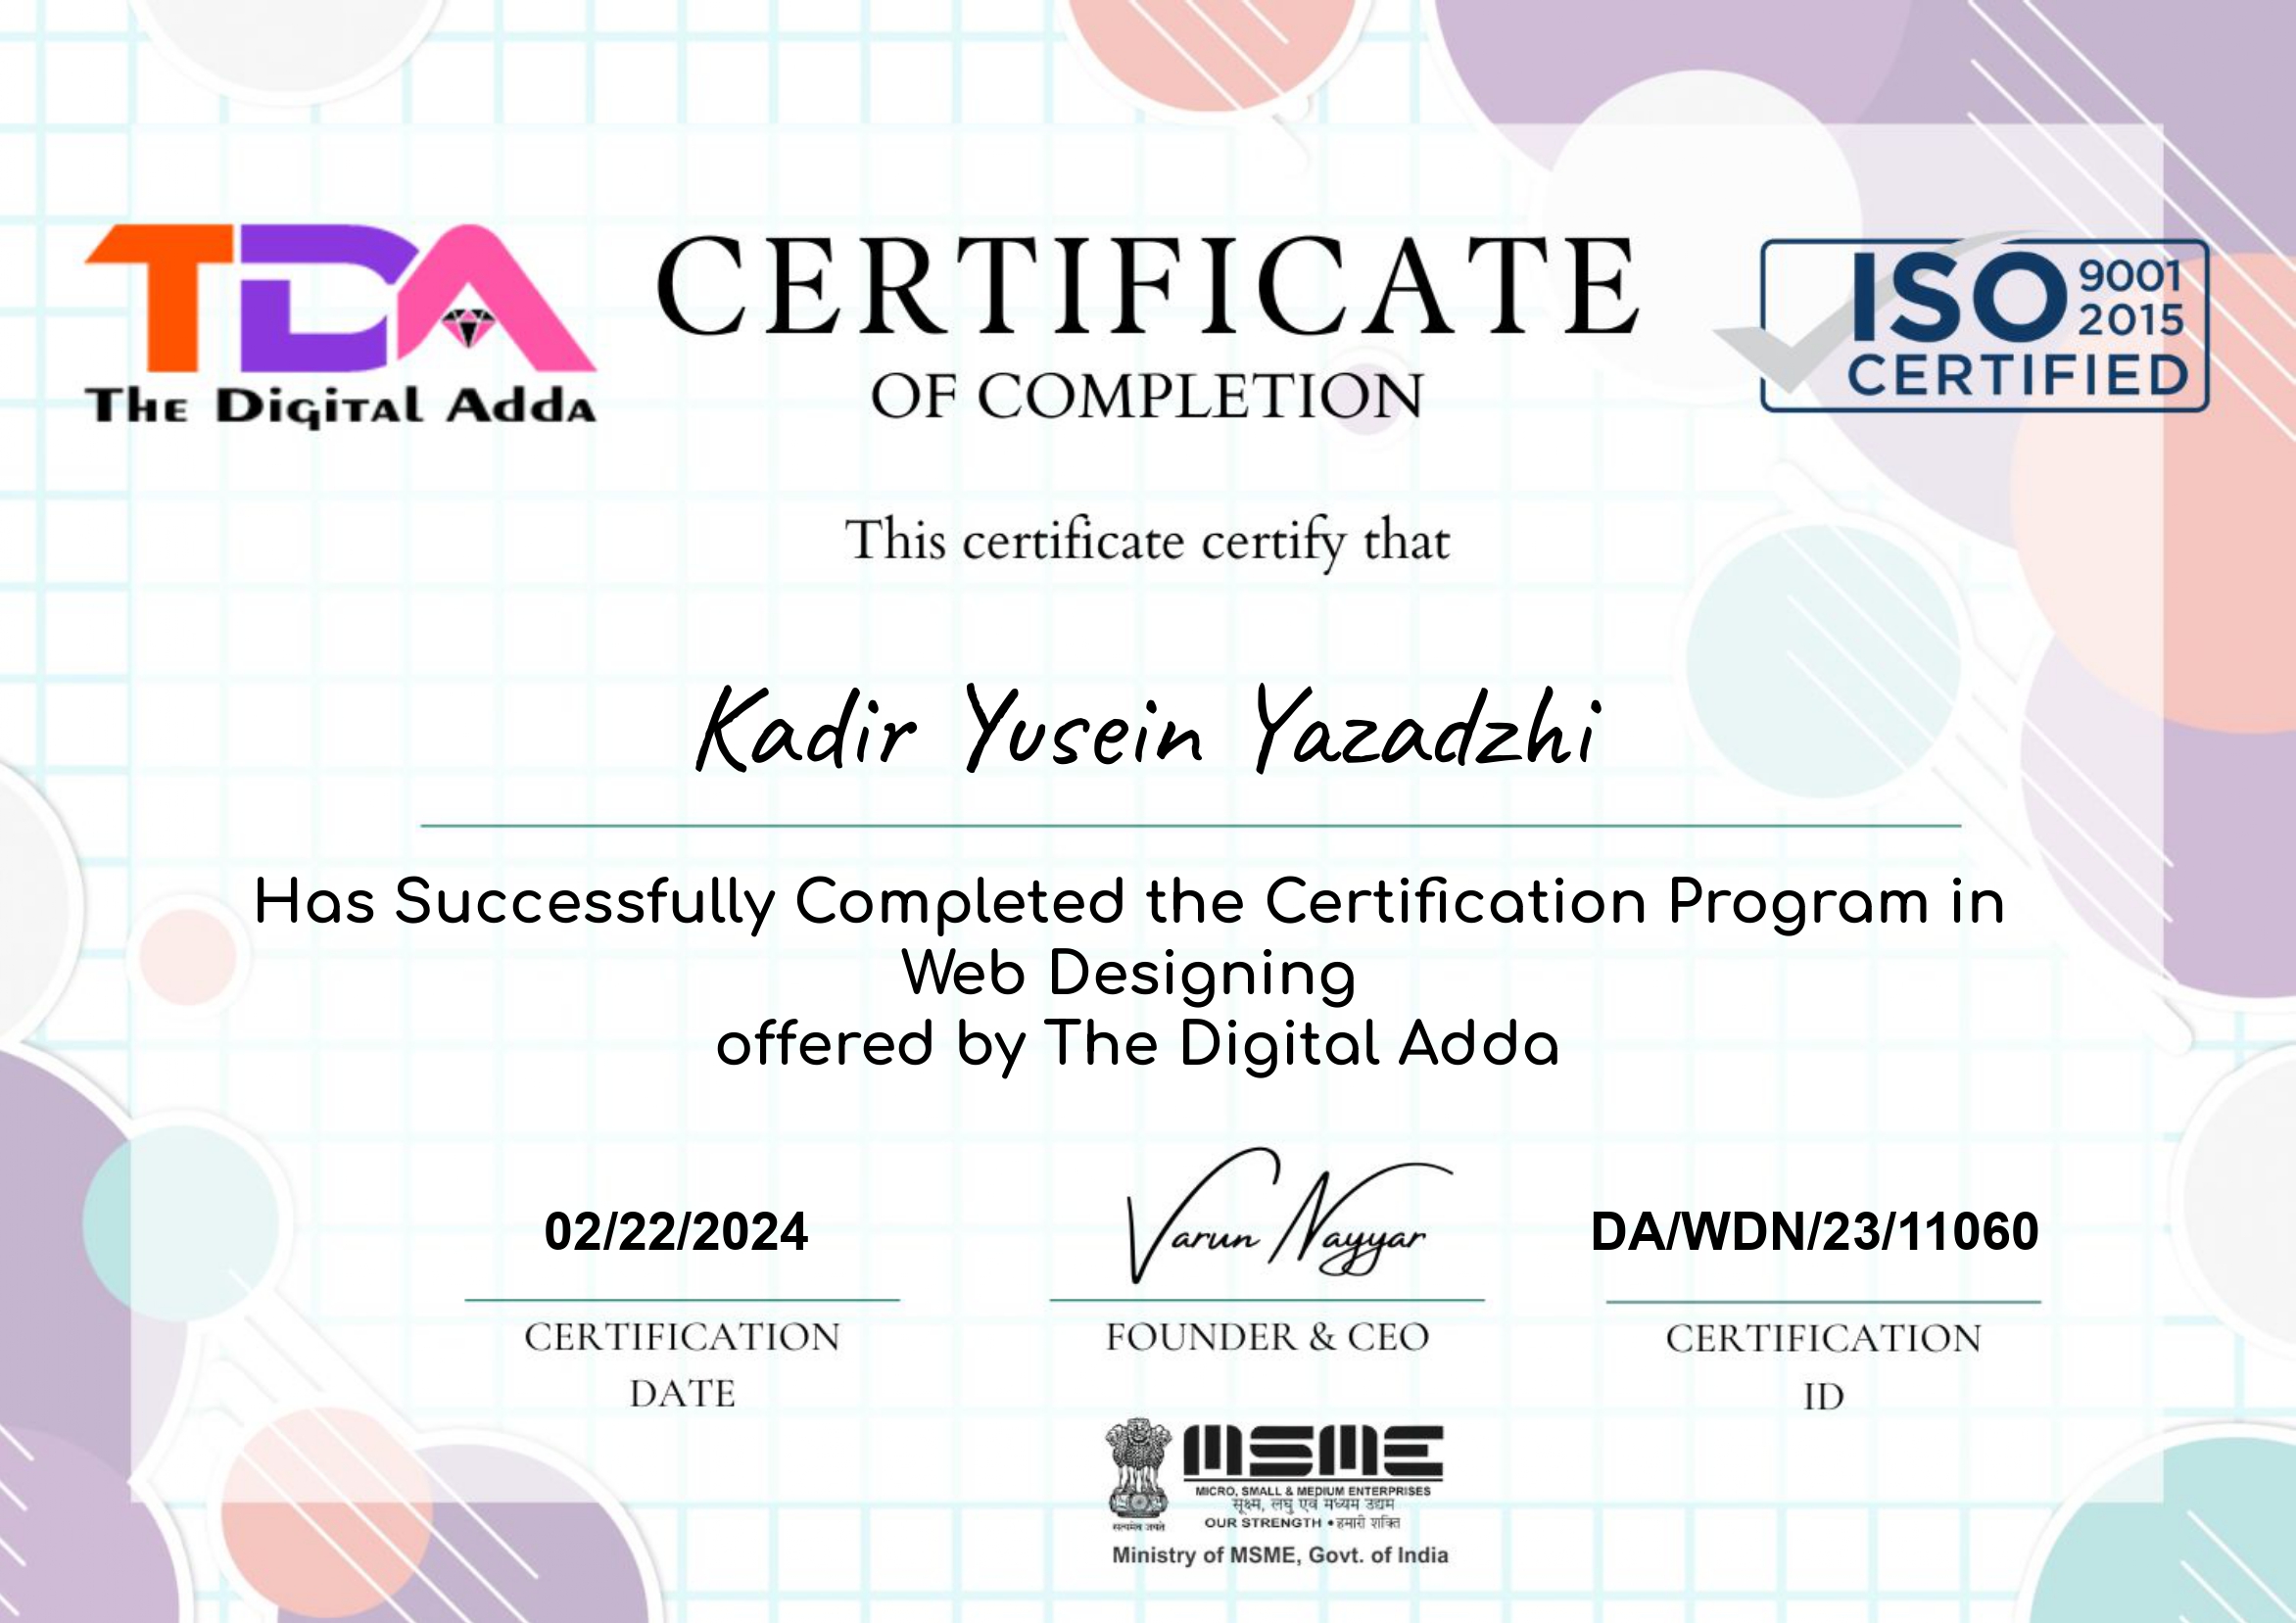 TDA
The Digital Adda
CERTIFICATE
OF COMPLETION
ISO 9001
2015
CERTIFIED
This certificate certify that
Kadir Yusein Yazadzhi
Has Successfully Completed the Certification Program in
Web Designing
offered by The Digital Adda
02/22/2024
Varun Nayyar
DA/WDN/23/11060
CERTIFICATION
DATE
FOUNDER & CEO
CERTIFICATION
ID
MSME
MICRO, SMALL & MEDIUM ENTERPRISES
सूक्ष्म, लघु एवं मध्यम उद्यम
OUR STRENGTH • हमारी शक्ति
सत्यमेव जयते
Ministry of MSME, Govt. of India